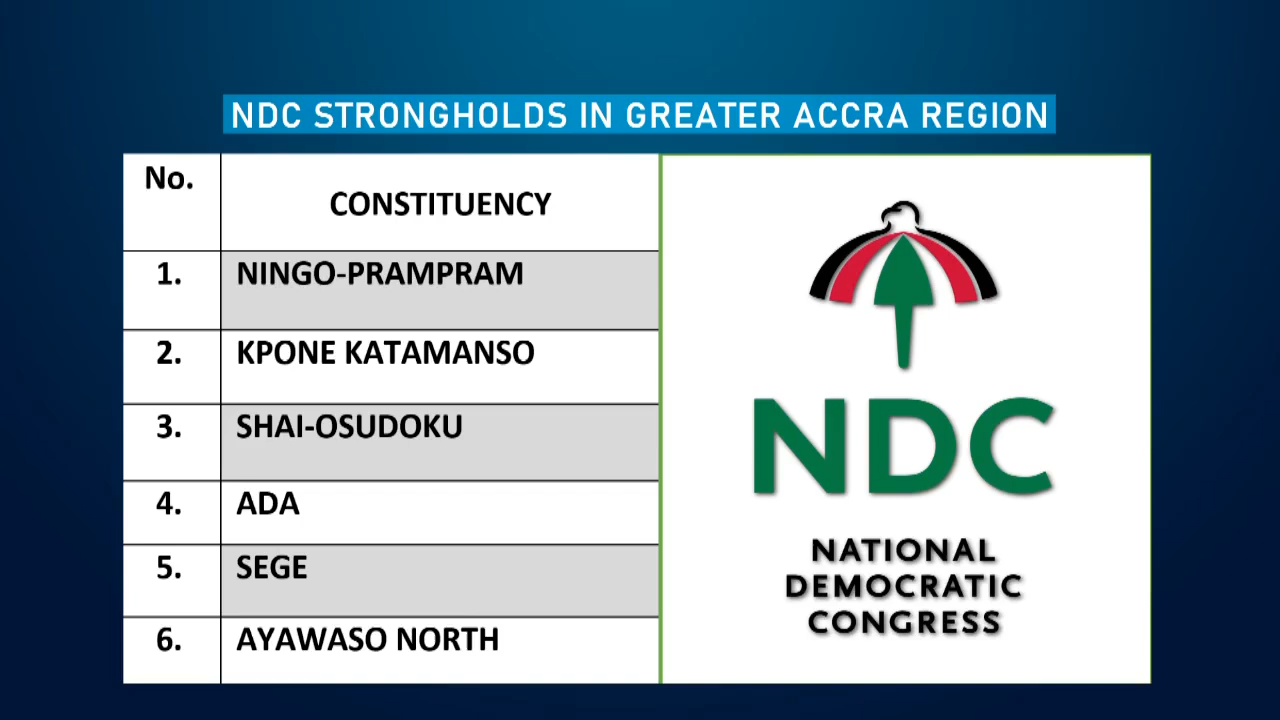 NDC STRONGHOLDS IN GREATER ACCRA REGION
No. CONSTITUENCY
1. NINGO-PRAMPRAM
2. KPONE KATAMANSO
3. SHAI-OSUDOKU
4. ADA
5. SEGE
6. AYAWASO NORTH
NDC
NATIONAL
DEMOCRATIC
CONGRESS